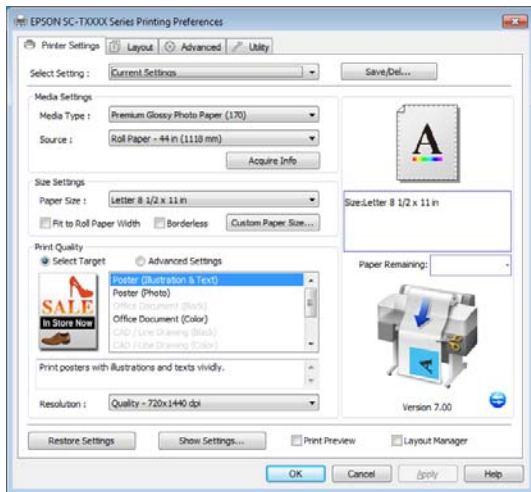 EPSON SC-TXXXX Series Printing Preferences
Printer Settings Layout Advanced Utility
Select Setting : Current Settings Save/Del...
Media Settings
Media Type : Premium Glossy Photo Paper (170)
Source : Roll Paper - 44 in (1118 mm)
Acquire Info
A
Size Settings
Paper Size : Letter 8 1/2 x 11 in
Fit to Roll Paper Width Borderless Custom Paper Size...
Size:Letter 8 1/2 x 11 in
Print Quality
Select Target Advanced Settings
SALE
In Store Now
Poster (Illustration & Text)
Poster (Photo)
Office Document (Black)
Office Document (Color)
CAD / Line Drawing (Black)
CAD / Line Drawing (Color)
Paper Remaining: -
A
Print posters with illustrations and texts vividly.
Resolution : Quality - 720x1440 dpi
Version 7.00
Restore Settings Show Settings... Print Preview Layout Manager
OK Cancel Apply Help